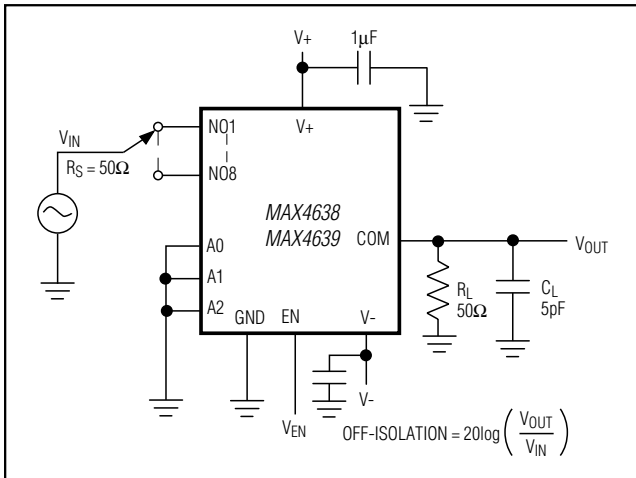 V+
1µF
V+
VIN
RS = 50Ω
NO1
NO8
MAX4638
MAX4639
COM
VOUT
A0
A1
A2
GND
EN
V-
RL
50Ω
CL
5pF
V-
VEN
OFF-ISOLATION = 20log(VOUT/VIN)